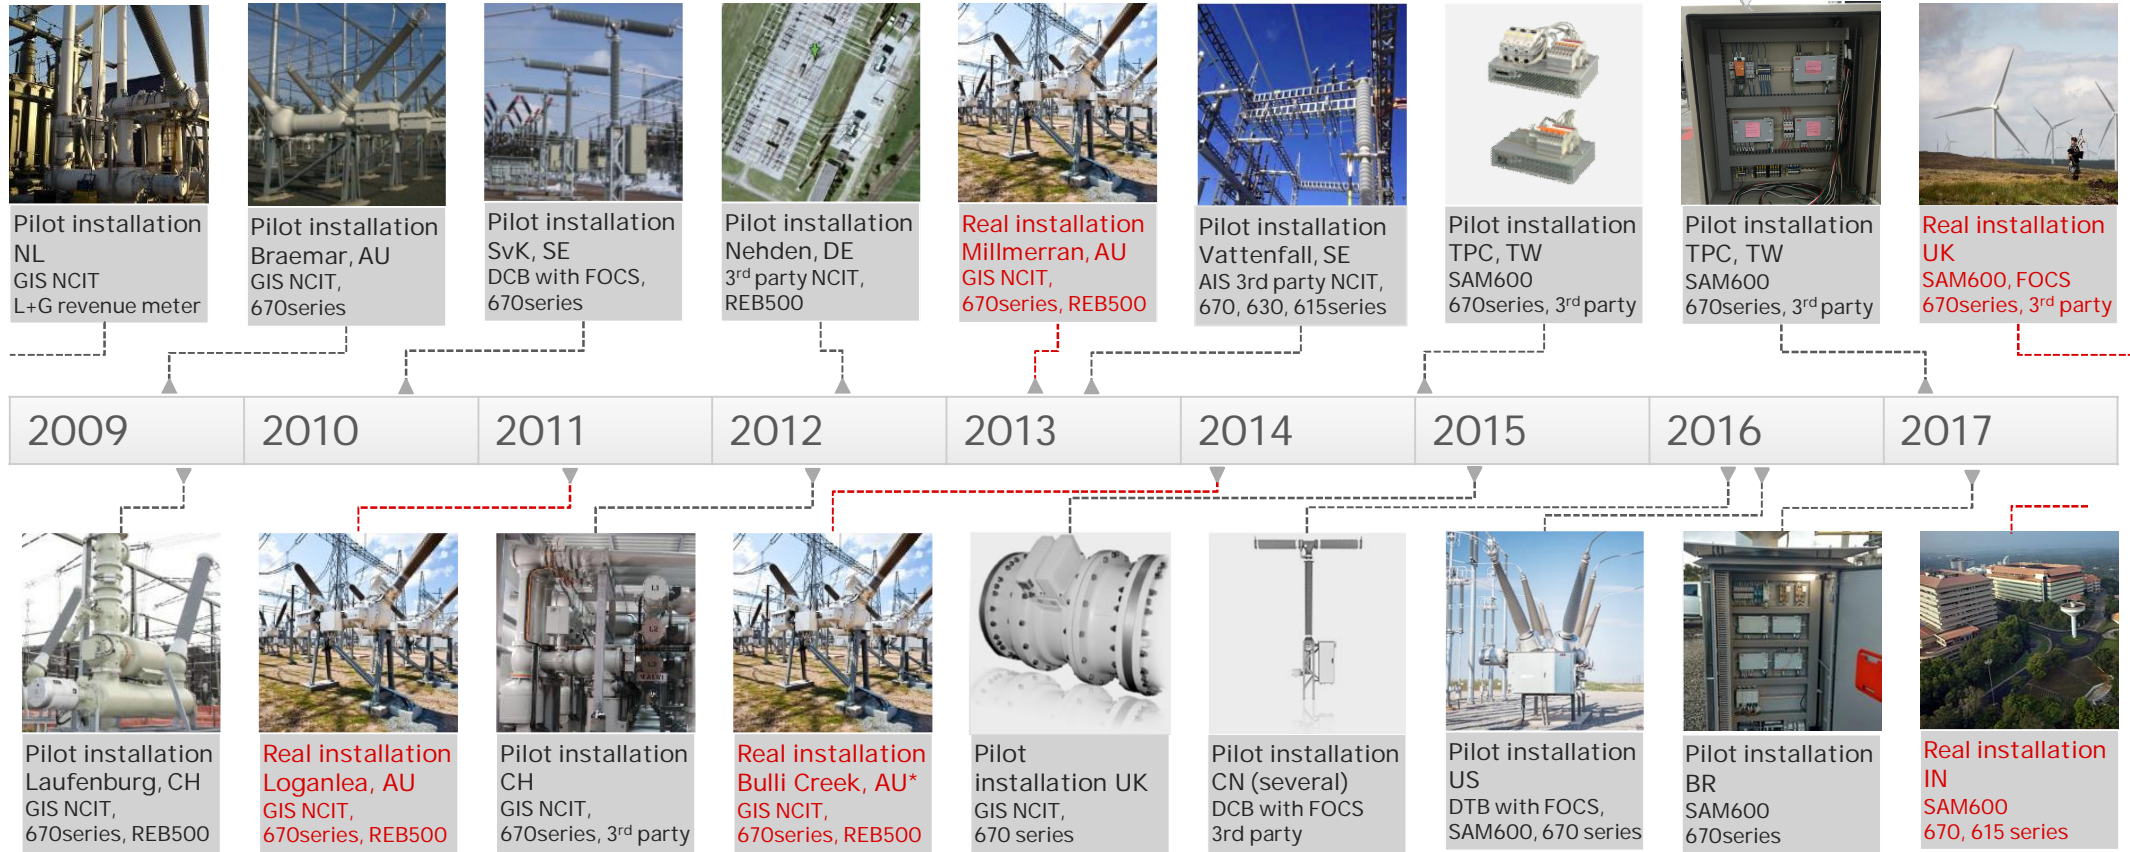 Pilot installation
NL
GIS NCIT
L+G revenue meter
Pilot installation
Braemar, AU
GIS NCIT,
670series
Pilot installation
SvK, SE
DCB with FOCS,
670series
Pilot installation
Nehden, DE
3rd party NCIT,
REB500
Real installation
Millmerran, AU
GIS NCIT,
670series, REB500
Pilot installation
Vattenfall, SE
AIS 3rd party NCIT,
670, 630, 615series
Pilot installation
TPC, TW
SAM600
670series, 3rd party
Pilot installation
TPC, TW
SAM600
670series, 3rd party
Real installation
UK
SAM600, FOCS
670series, 3rd party
2009
2010
2011
2012
2013
2014
2015
2016
2017
L1
L2
L3
Pilot installation
Laufenburg, CH
GIS NCIT,
670series, REB500
Real installation
Loganlea, AU
GIS NCIT,
670series, REB500
Pilot installation
CH
GIS NCIT,
670series, 3rd party
Real installation
Bulli Creek, AU*
GIS NCIT,
670series, REB500
Pilot
installation UK
GIS NCIT,
670 series
Pilot installation
CN (several)
DCB with FOCS
3rd party
Pilot installation
US
DTB with FOCS,
SAM600, 670 series
Pilot installation
BR
SAM600
670series
Real installation
IN
SAM600
670, 615 series